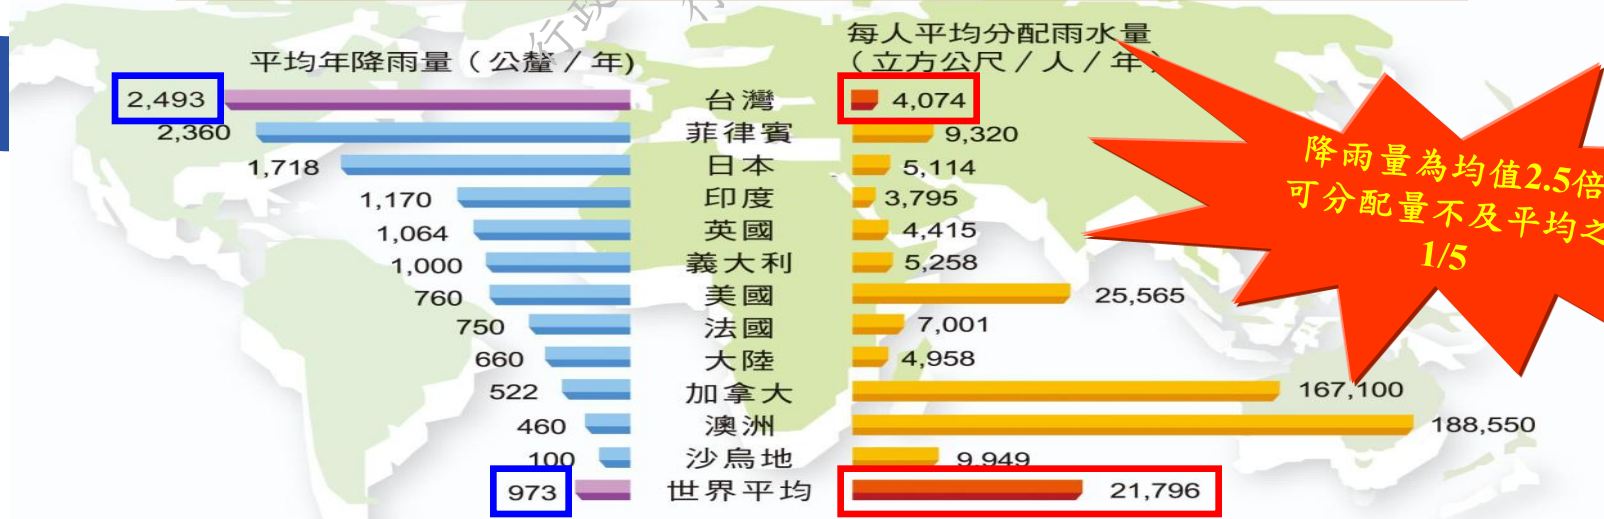 行政
行
平均年降雨量（公釐／年）
每人平均分配雨水量
（立方公尺／人／年）
2,493 台灣 4,074
2,360 菲律賓 9,320
1,718 日本 5,114
1,170 印度 3,795
1,064 英國 4,415
1,000 義大利 5,258
760 美國 25,565
750 法國 7,001
660 大陸 4,958
522 加拿大 167,100
460 澳洲 188,550
100 沙烏地 9,949
973 世界平均 21,796
降雨量為均值2.5倍
可分配量不及平均之
1/5